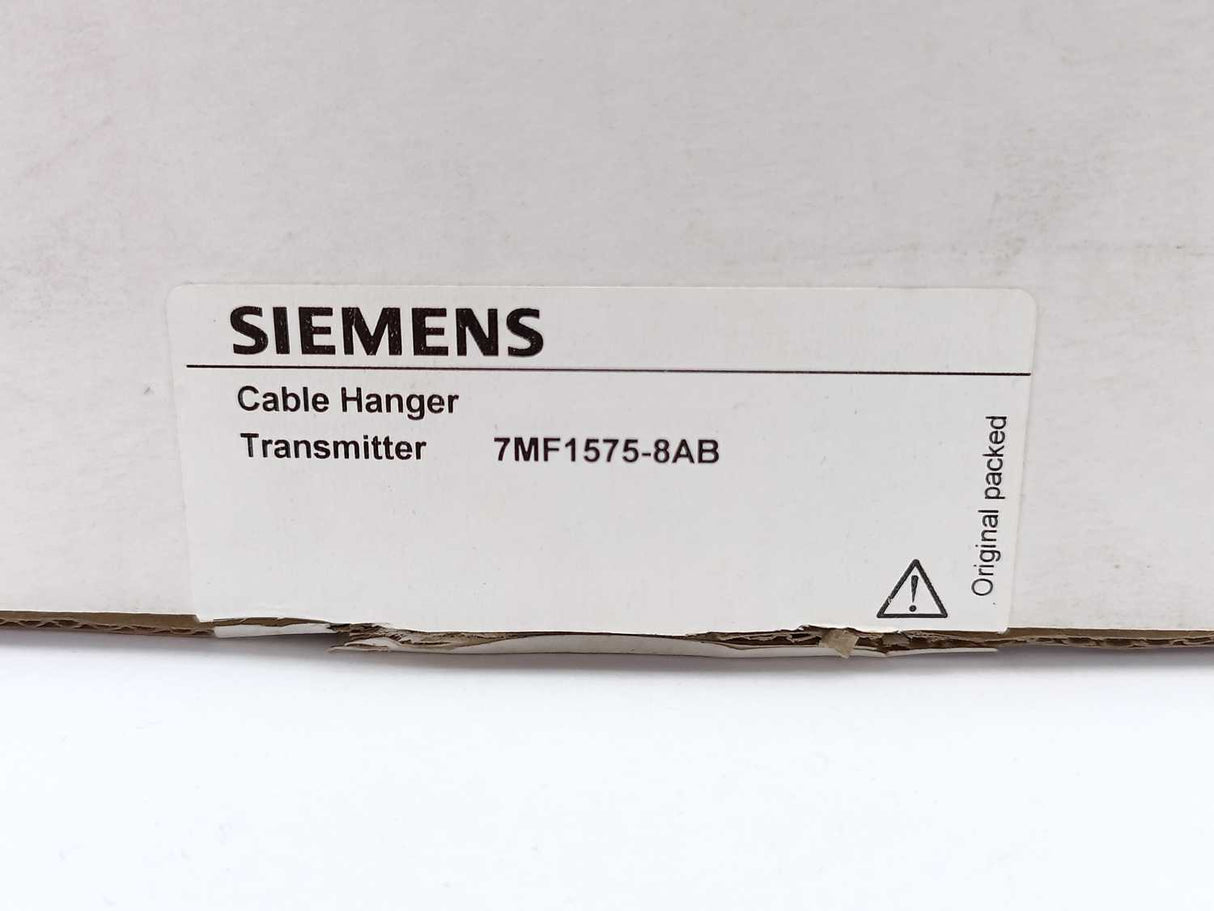 SIEMENS
Cable Hanger
Transmitter 7MF1575-8AB
Original packed